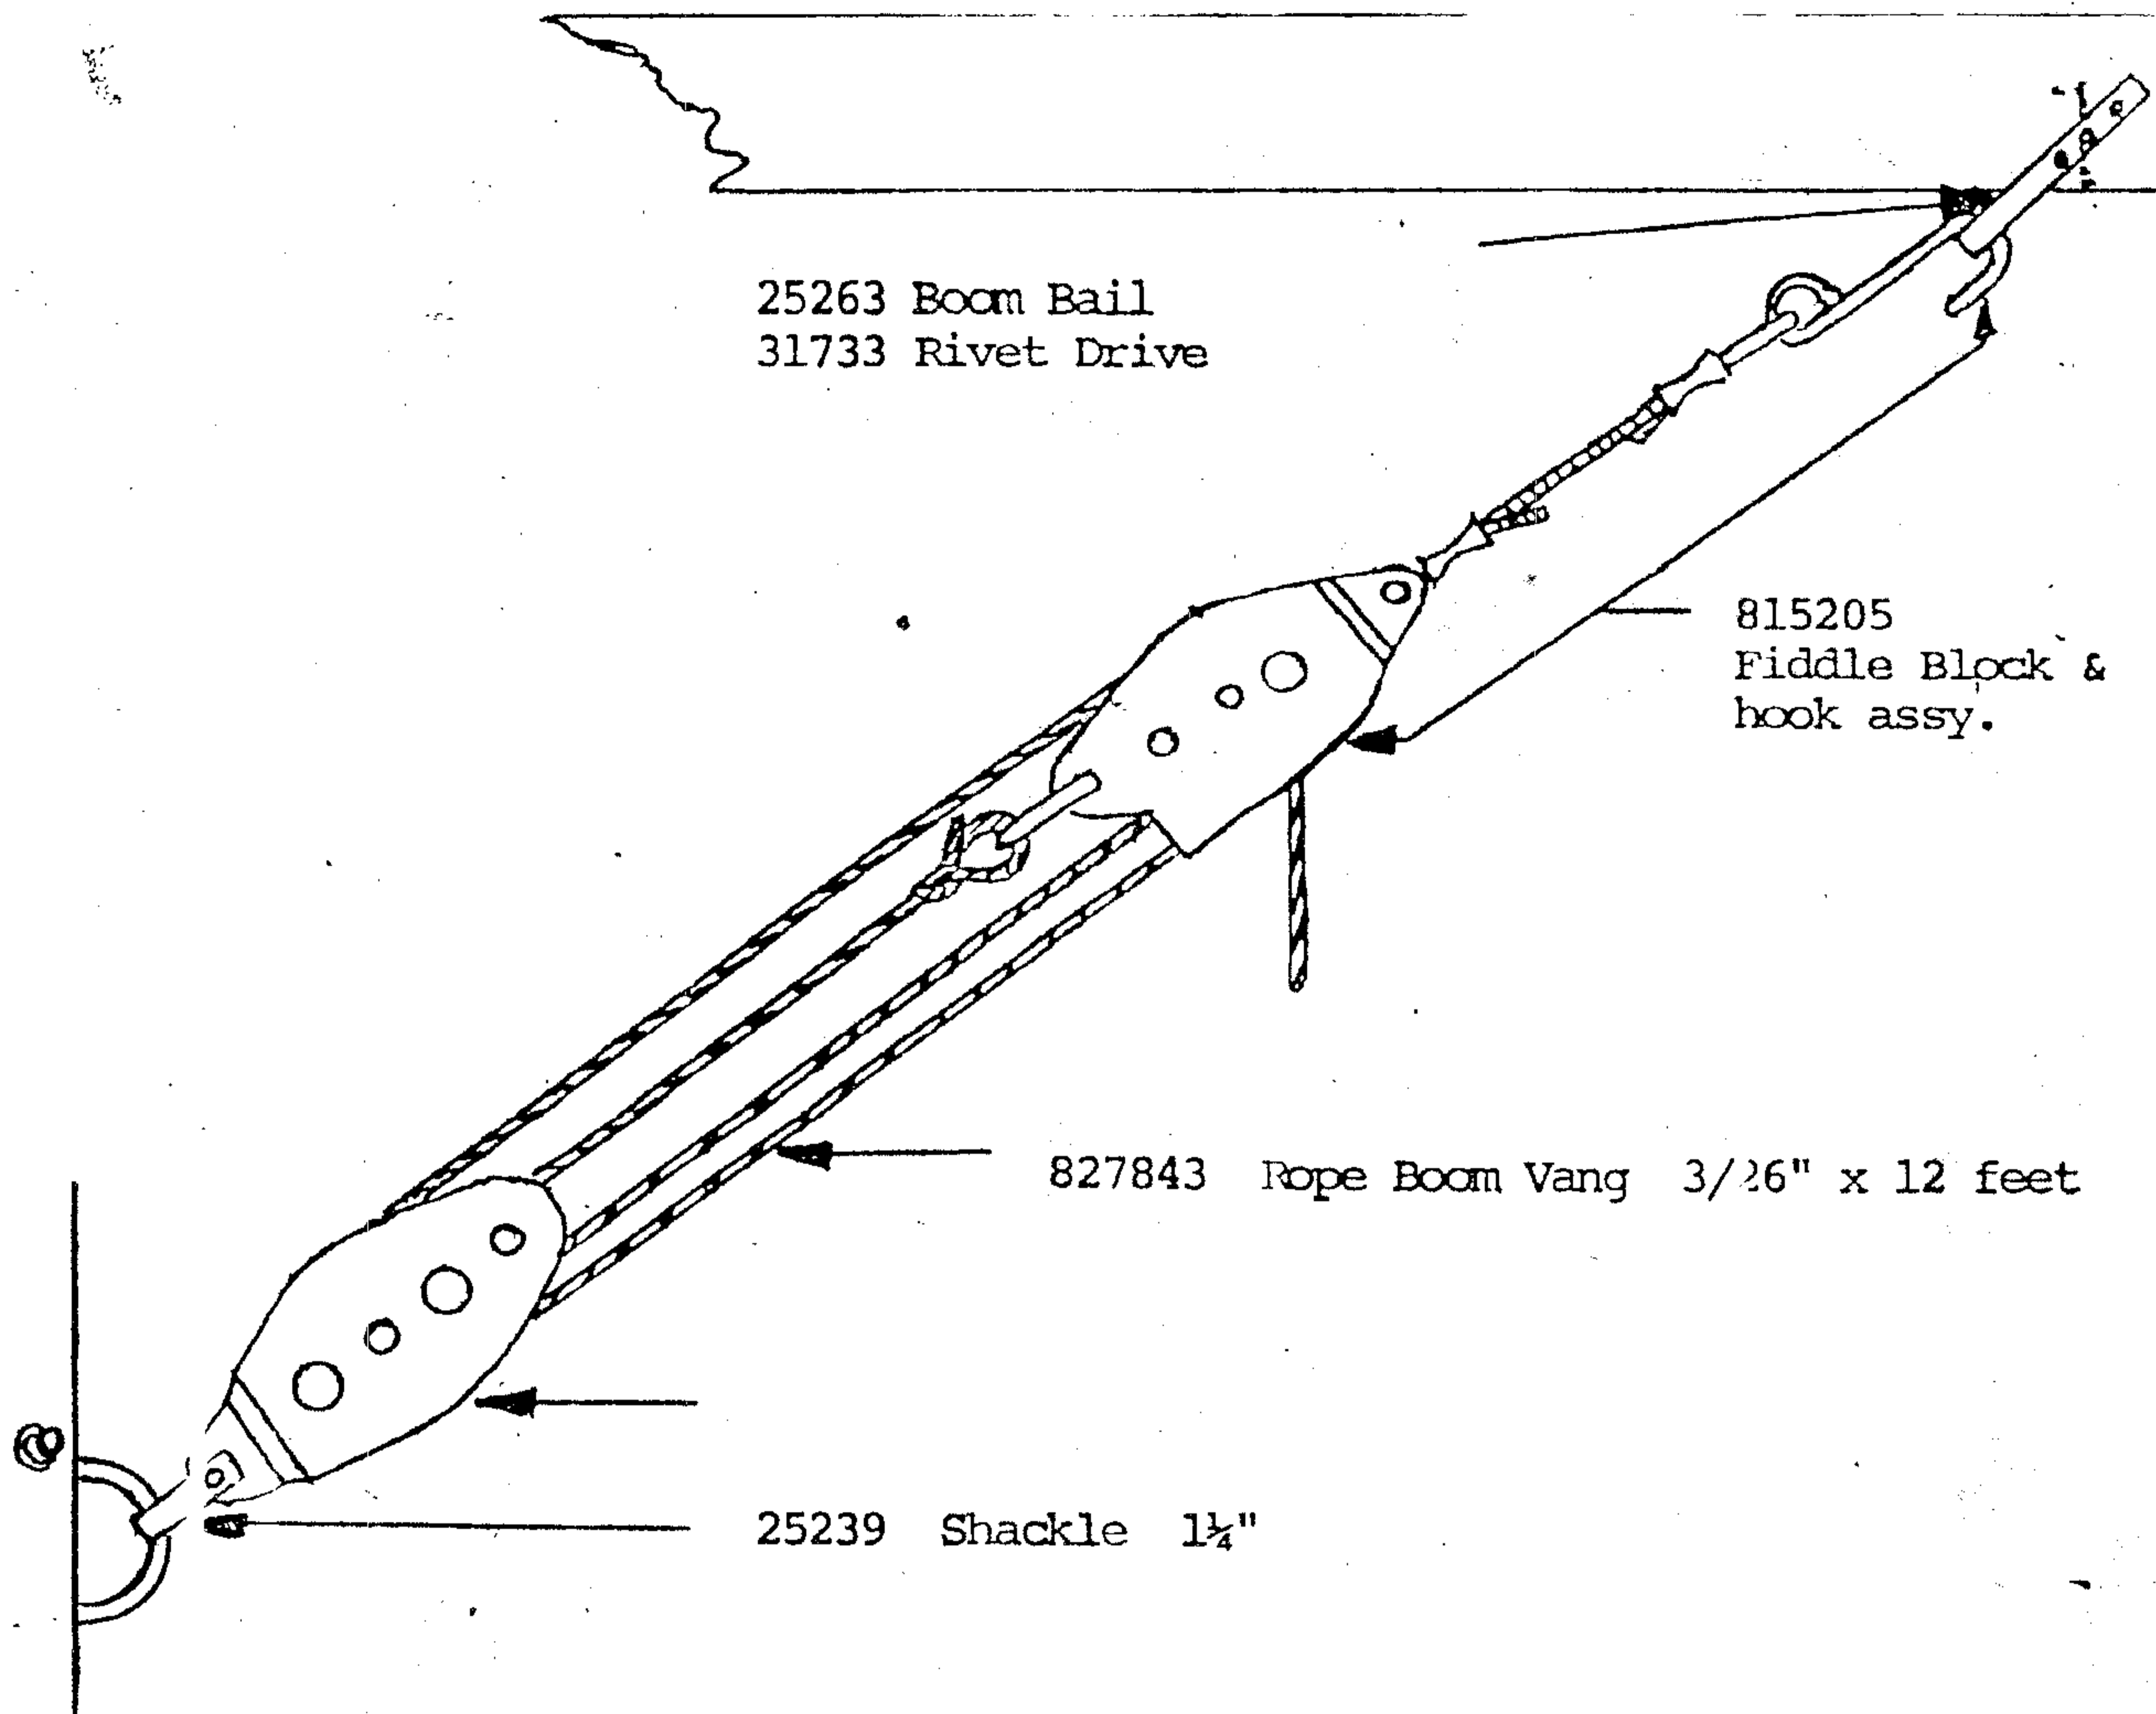 25263 Boom Bail
31733 Rivet Drive
815205
Fiddle Block &
hook assy.
827843 Rope Boom Vang 3/26" x 12 feet
25239 Shackle 1¼"